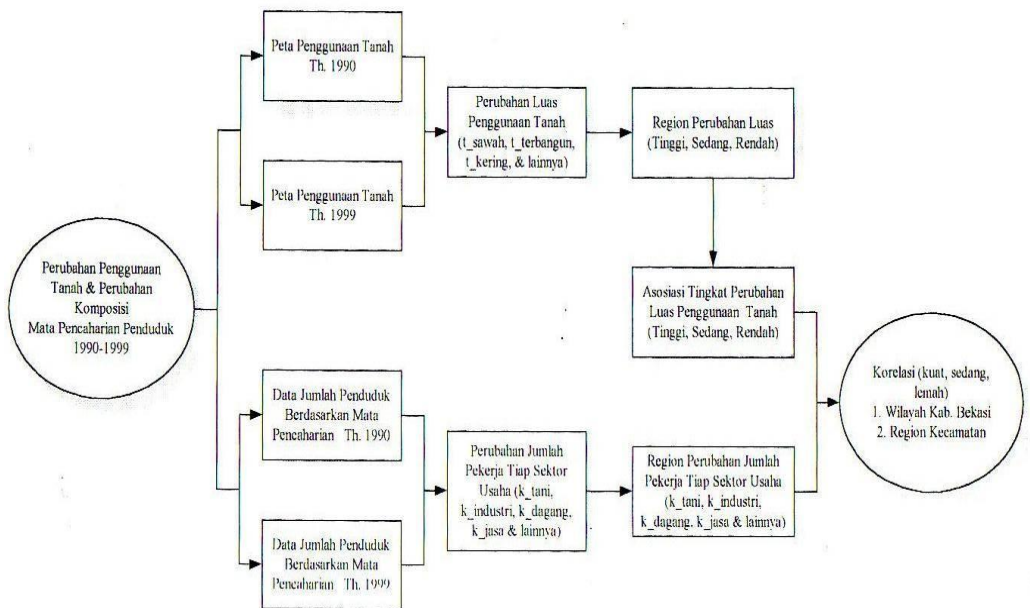 Peta Penggunaan Tanah
Th. 1990
Peta Penggunaan Tanah
Th. 1999
Perubahan Luas
Penggunaan Tanah
(t_sawah, t_terbangun,
t_kering, & lainnya)
Region Perubahan Luas
(Tinggi, Sedang, Rendah)
Perubahan Penggunaan
Tanah & Perubahan
Komposisi
Mata Pencaharian Penduduk
1990-1999
Asosiasi Tingkat Perubahan
Luas Penggunaan Tanah
(Tinggi, Sedang, Rendah)
Data Jumlah Penduduk
Berdasarkan Mata
Pencaharian Th. 1990
Data Jumlah Penduduk
Berdasarkan Mata
Pencaharian Th. 1999
Perubahan Jumlah
Pekerja Tiap Sektor
Usaha (k_tani,
k_industri, k_dagang,
k_jasa & lainnya)
Region Perubahan Jumlah
Pekerja Tiap Sektor Usaha
(k_tani, k_industri,
k_dagang, k_jasa & lainnya)
Korelasi (kuat, sedang,
lemah)
1. Wilayah Kab. Bekasi
2. Region Kecamatan